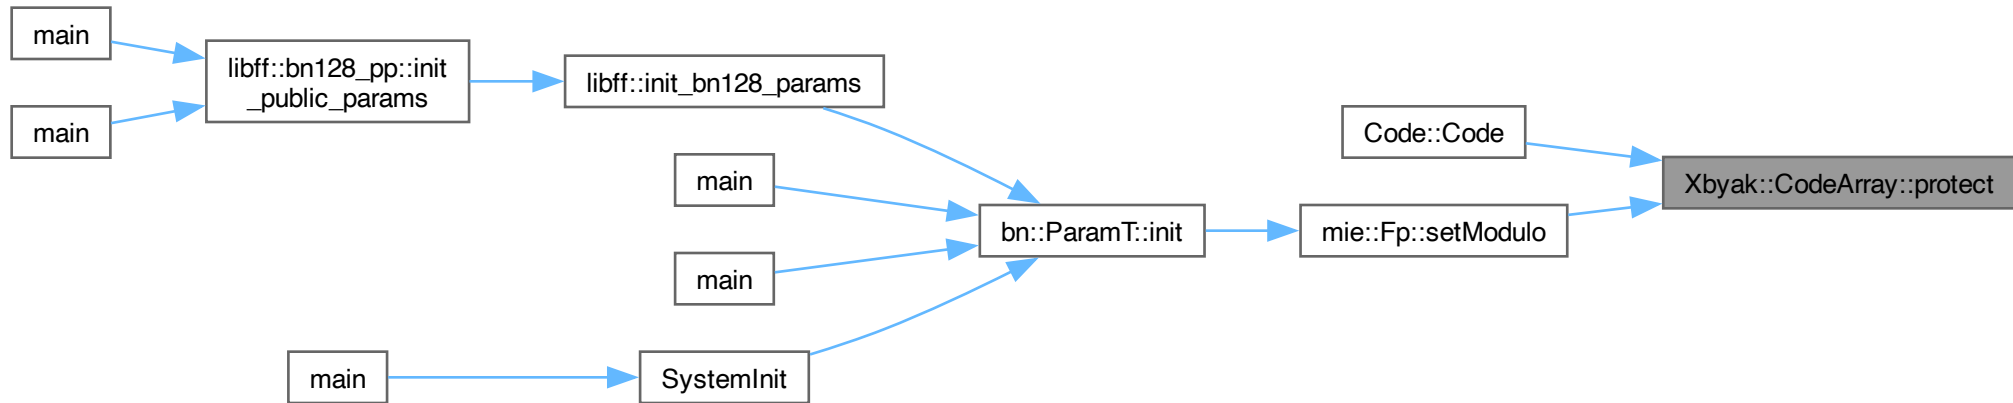 main
libff::bn128_pp::init
_public_params
main
libff::init_bn128_params
main
main
main
SystemInit
bn::ParamT::init
Code::Code
mie::Fp::setModulo
Xbyak::CodeArray::protect